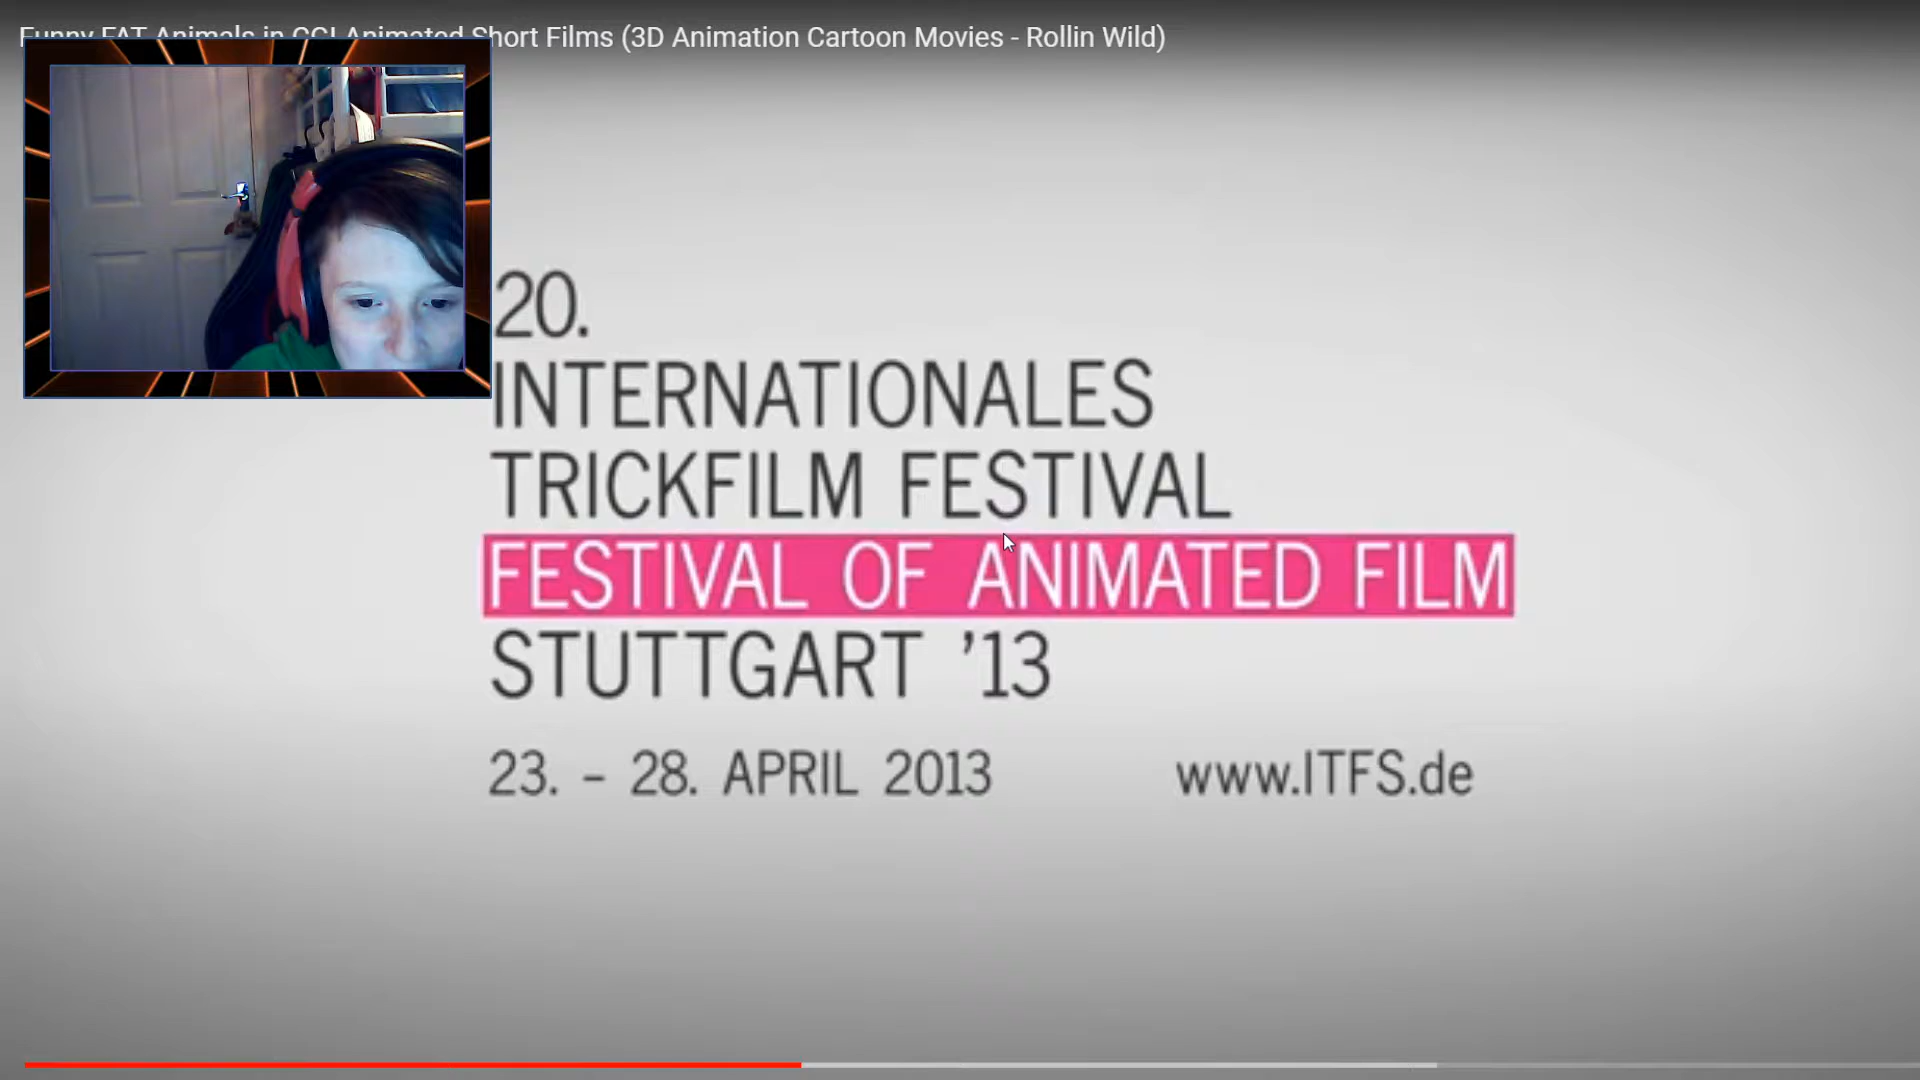 Funny FAT Animals in CGI Animated Short Films (3D Animation Cartoon Movies - Rollin Wild)
20.
INTERNATIONALES
TRICKFILM FESTIVAL
FESTIVAL OF ANIMATED FILM
STUTTGART ’13
23. – 28. APRIL 2013
www.ITFS.de